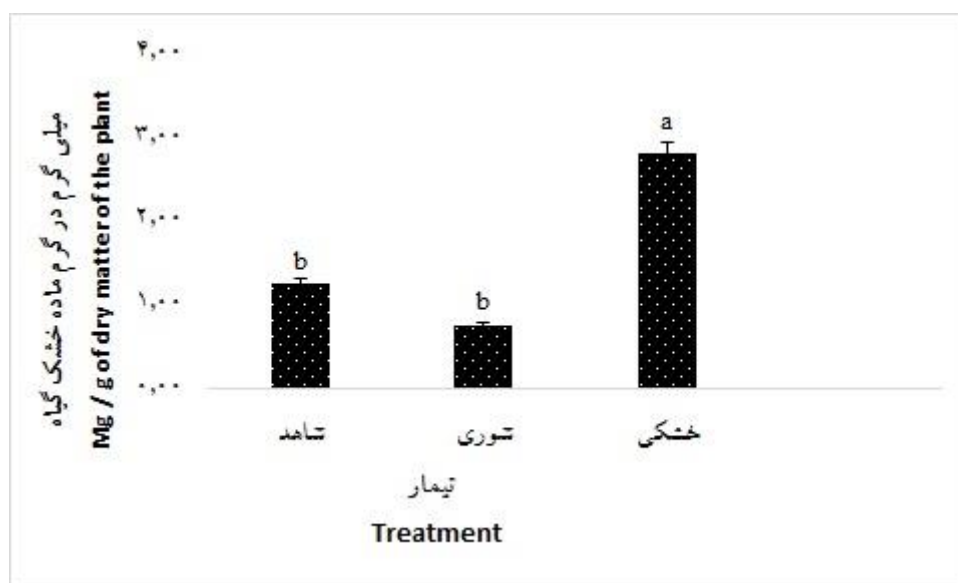 میلی گرم در گرم ماده خشک گیاه
Mg / g of dry matter of the plant
۴,۰۰
۳,۰۰
۲,۰۰
۱,۰۰
۰,۰۰
b
b
a
شاهد
شوری
خشکی
تیمار
Treatment